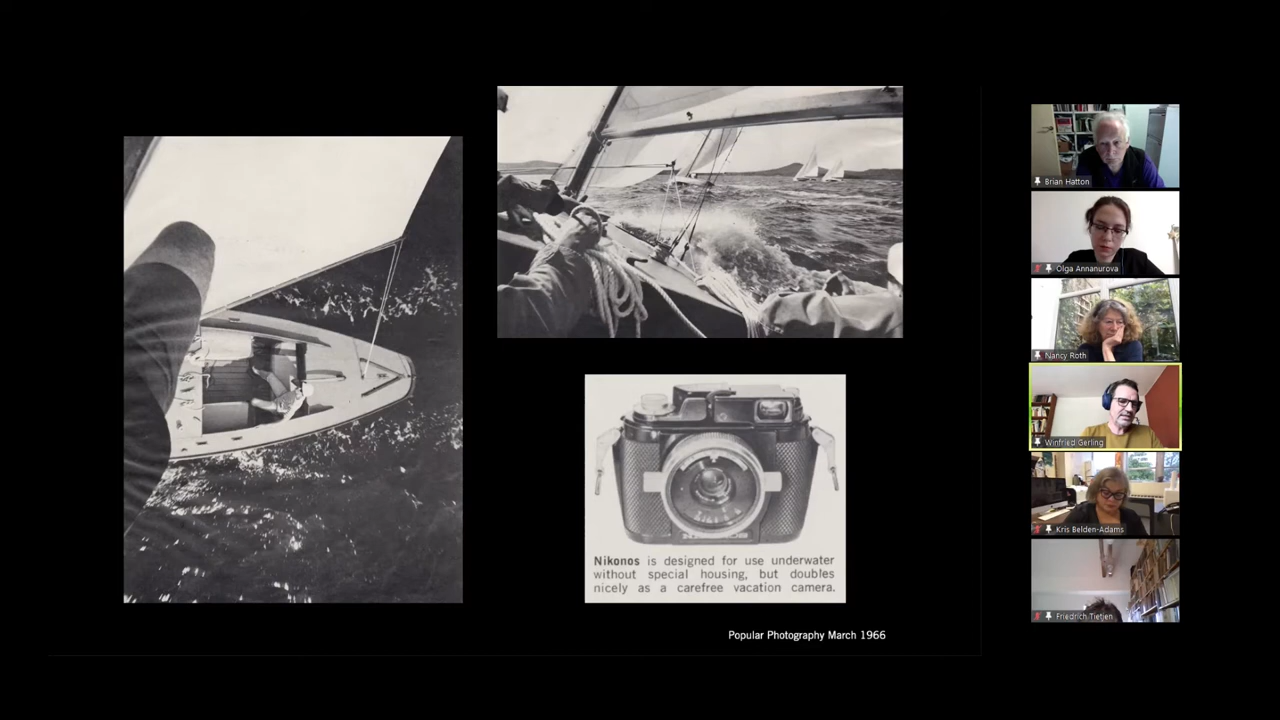 Nikonos is designed for use underwater
without special housing, but doubles
nicely as a carefree vacation camera.
Popular Photography March 1966
Brian Hatton
Olga Annanurova
Nancy Roth
Winfried Gerling
Kris Belden-Adams
Friedrich Tietjen